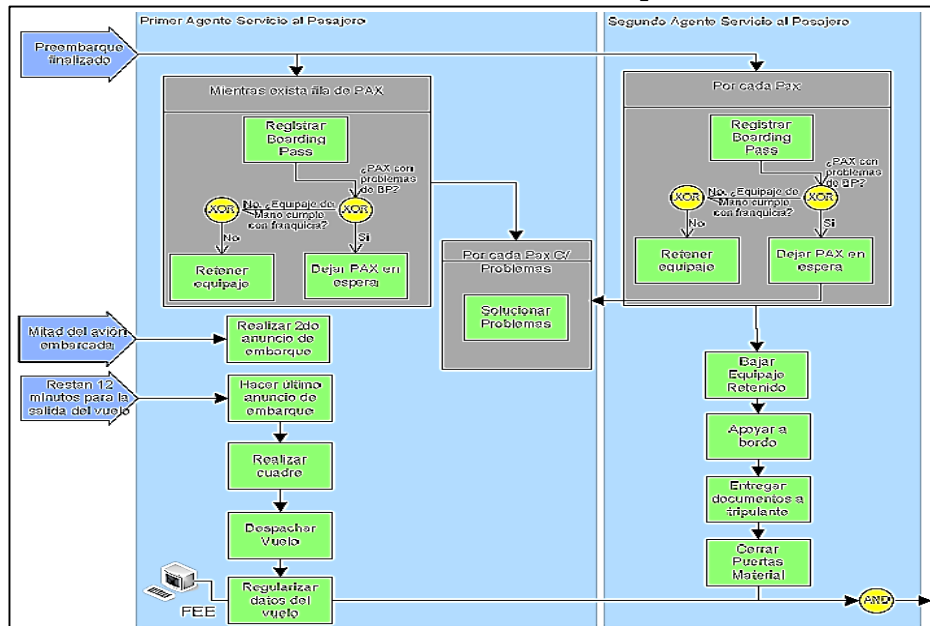 Primer Agente Servicio al Pasajero
Segundo Agente Servicio al Pasajero
Preembarque
finalizado
Mientras exista fila de PAX
Registrar
Boarding
Pass
¿PAX con
problemas
de BP?
XOR
No. ¿Equipaje de
Mano cumple
con franquicia?
XOR
No
Si
Retener
equipaje
Dejar PAX en
espera
Por cada Pax C/
Problemas
Solucionar
Problemas
Por cada Pax
Registrar
Boarding
Pass
¿PAX con
problemas
de BP?
XOR
No. ¿Equipaje de
Mano cumple
con franquicia?
XOR
No
Si
Retener
equipaje
Dejar PAX en
espera
Mitad del avión
embarcada
Realizar 2do
anuncio de
embarque
Restan 12
minutos para la
salida del vuelo
Hacer último
anuncio de
embarque
Realizar
cuadre
Despachar
Vuelo
Regularizar
datos del
vuelo
FEE
Bajar
Equipaje
Retenido
Apoyar a
bordo
Entregar
documentos a
tripulante
Cerrar
Puertas
Material
AND